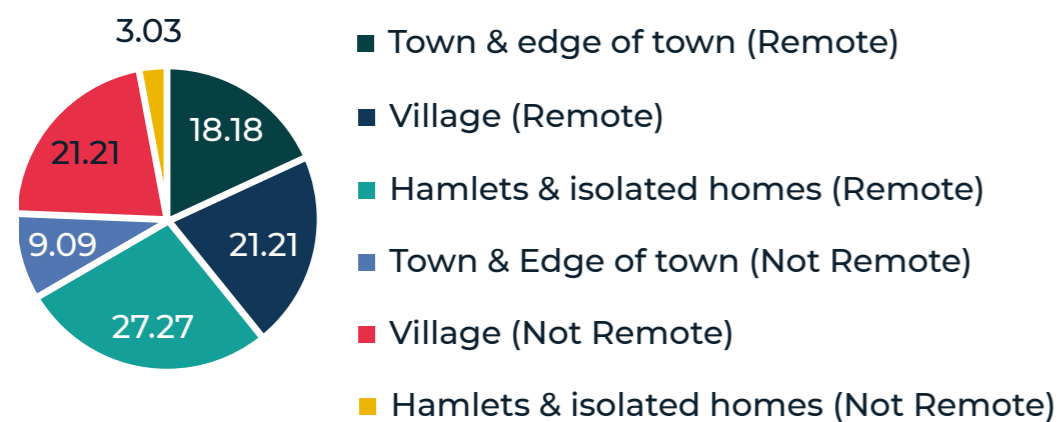 3.03
18.18
21.21
27.27
9.09
21.21
Town & edge of town (Remote)
Village (Remote)
Hamlets & isolated homes (Remote)
Town & Edge of town (Not Remote)
Village (Not Remote)
Hamlets & isolated homes (Not Remote)